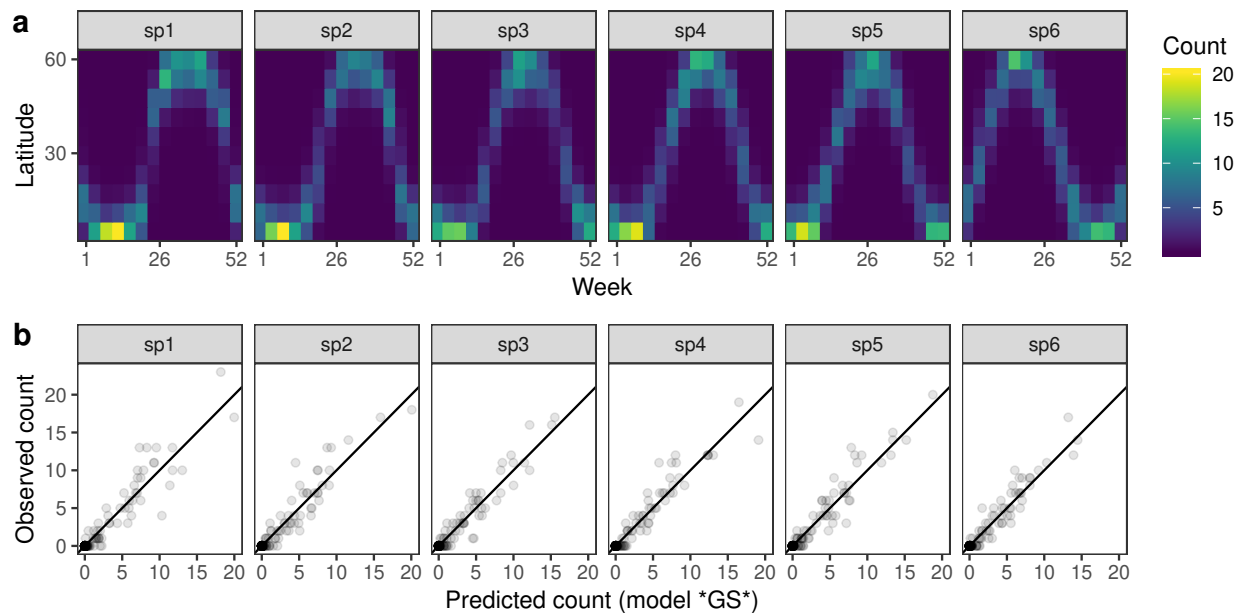 a
sp1 sp2 sp3 sp4 sp5 sp6
60
30
Latitude
1 26 52 1 26 52 1 26 52 1 26 52 1 26 52 1 26 52
Week
Count
20
15
10
5
b
sp1 sp2 sp3 sp4 sp5 sp6
20
15
10
5
0
Observed count
0 5 10 15 20 0 5 10 15 20 0 5 10 15 20 0 5 10 15 20 0 5 10 15 20 0 5 10 15 20
Predicted count (model *GS*)